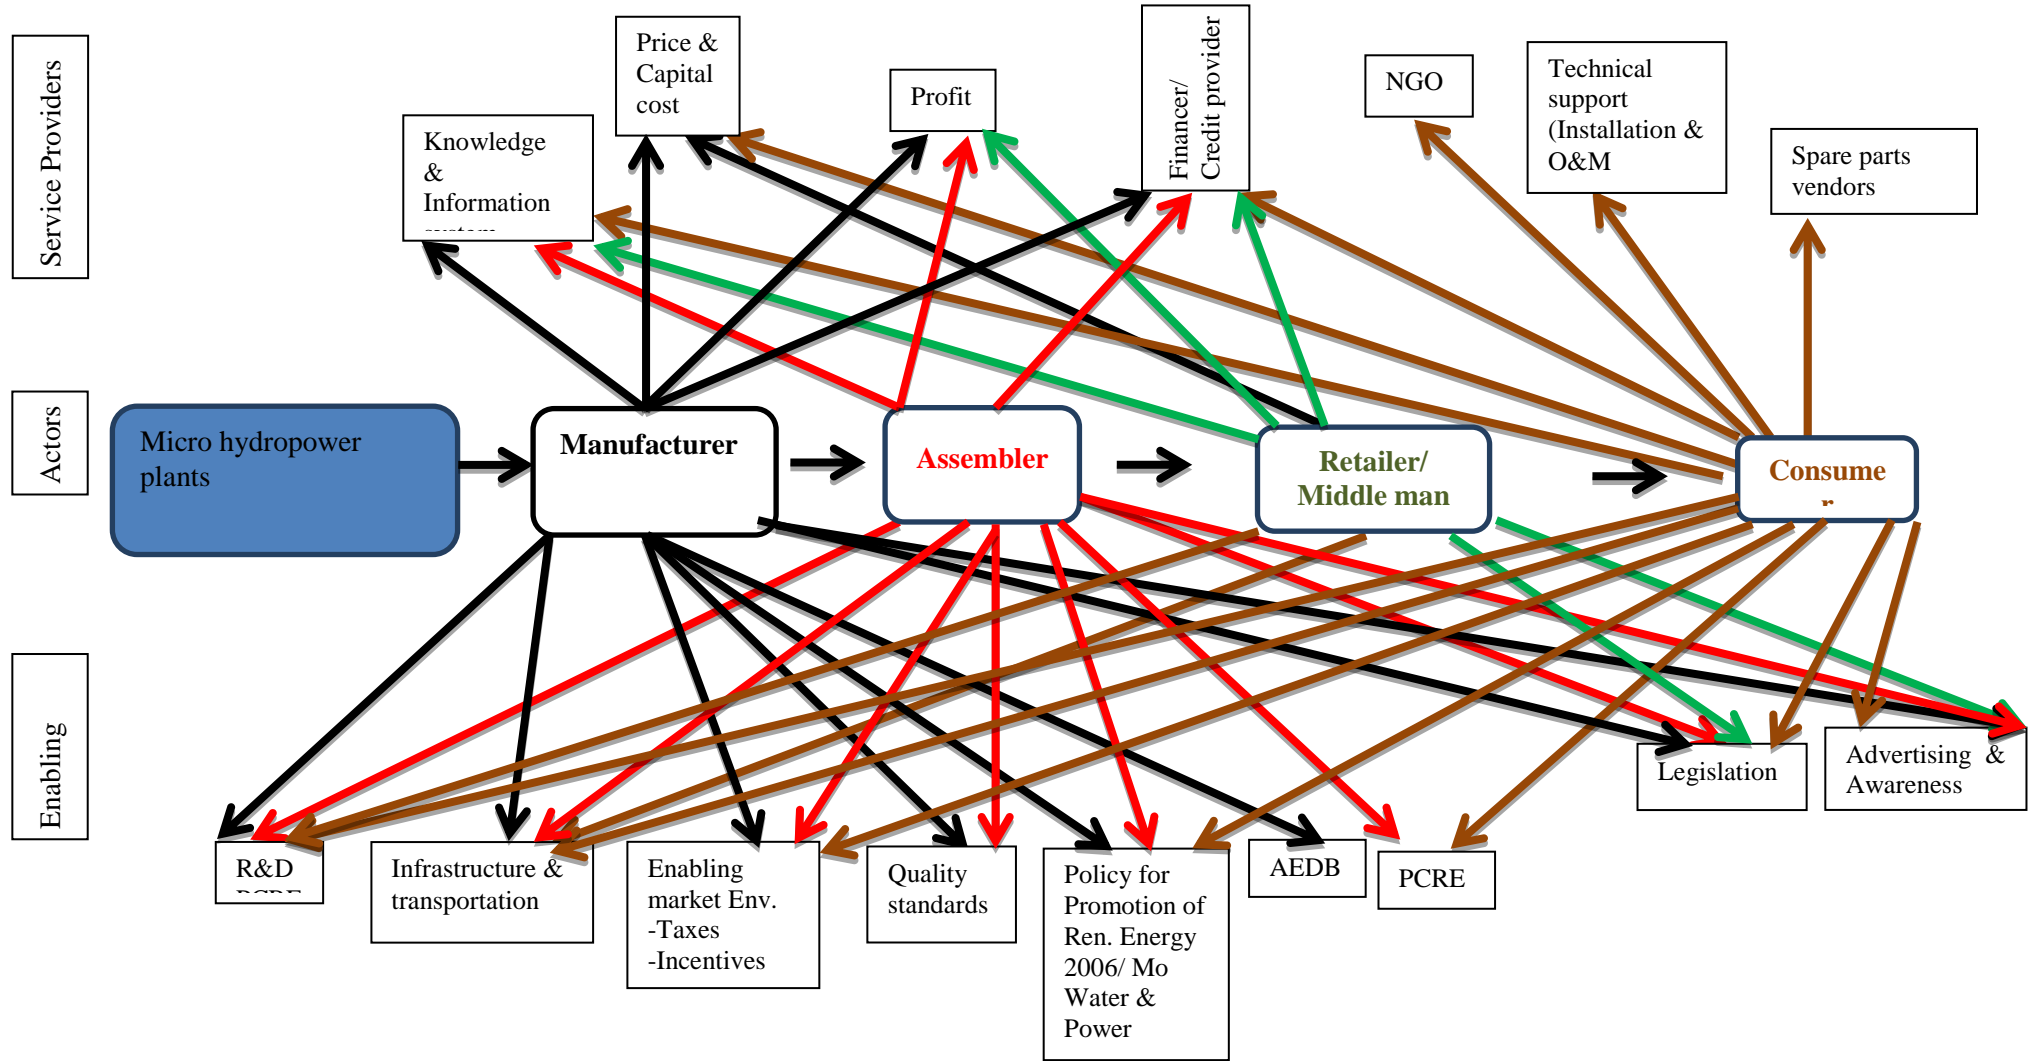 Service Providers
Price &
Capital
cost
Profit
Financer/
Credit provider
NGO
Technical
support
(Installation &
O&M
Knowledge
&
Information
Spare parts
vendors
Actors
Micro hydropower
plants
Manufacturer
Assembler
Retailer/
Middle man
Consume
r
Enabling
R&D
Infrastructure &
transportation
Enabling
market Env.
-Taxes
-Incentives
Quality
standards
Policy for
Promotion of
Ren. Energy
2006/ Mo
Water &
Power
AEDB
PCRE
Legislation
Advertising &
Awareness